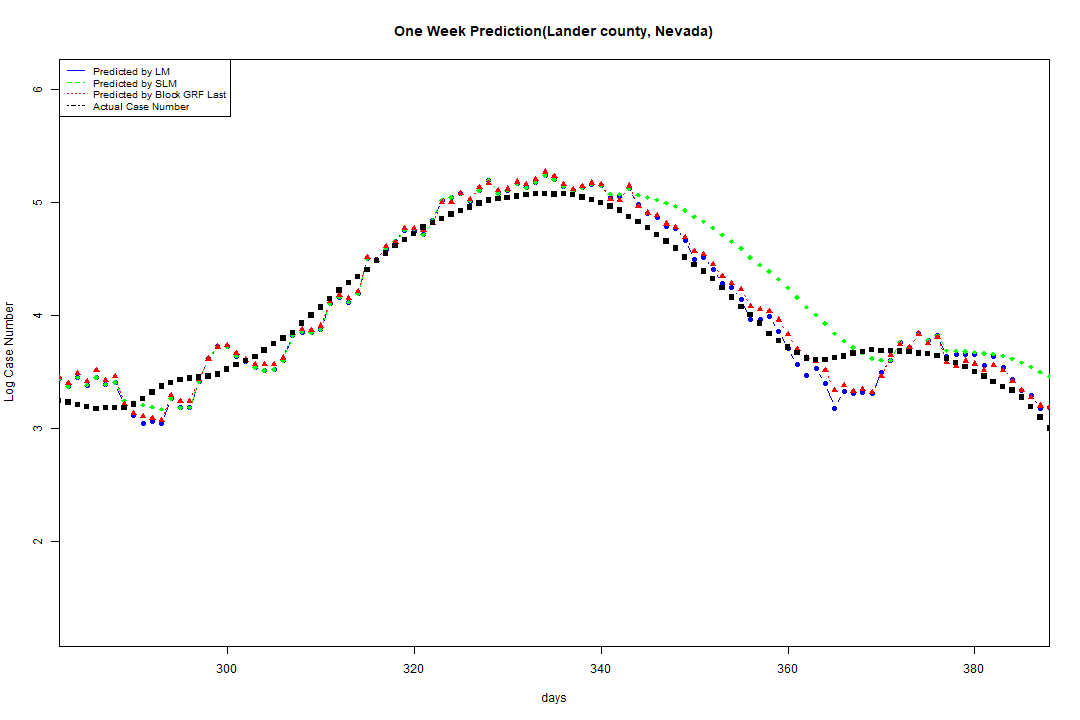 One Week Prediction(Lander county, Nevada)
Predicted by LM
Predicted by SLM
Predicted by Block GRF Last
Actual Case Number
6
5
4
3
2
Log Case Number
300 320 340 360 380
days